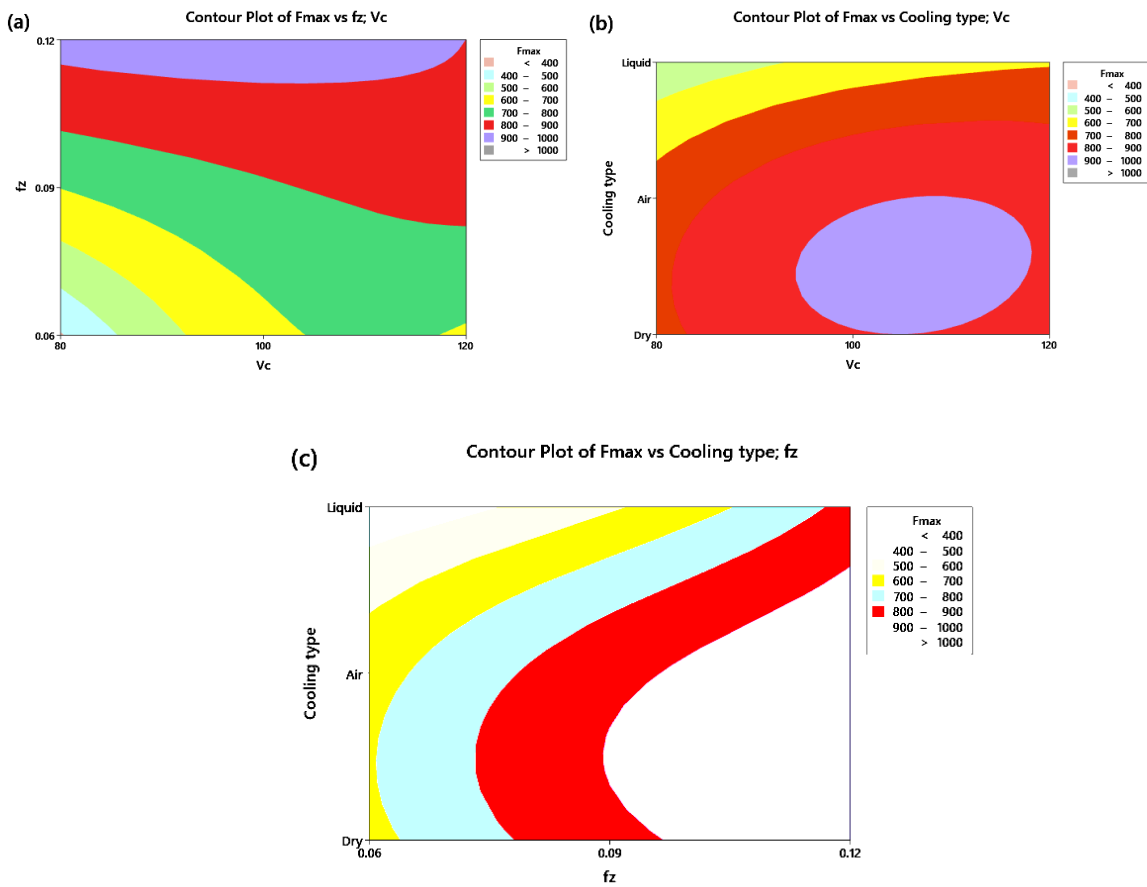 (a)
Contour Plot of Fmax vs fz; Vc
0.12
0.09
0.06
fz
80
100
120
Vc
Fmax
< 400
400 – 500
500 – 600
600 – 700
700 – 800
800 – 900
900 – 1000
> 1000
(b)
Contour Plot of Fmax vs Cooling type; Vc
Liquid
Air
Dry
Cooling type
80
100
120
Vc
Fmax
< 400
400 – 500
500 – 600
600 – 700
700 – 800
800 – 900
900 – 1000
> 1000
(c)
Contour Plot of Fmax vs Cooling type; fz
Liquid
Air
Dry
Cooling type
0.06
0.09
0.12
fz
Fmax
< 400
400 – 500
500 – 600
600 – 700
700 – 800
800 – 900
900 – 1000
> 1000